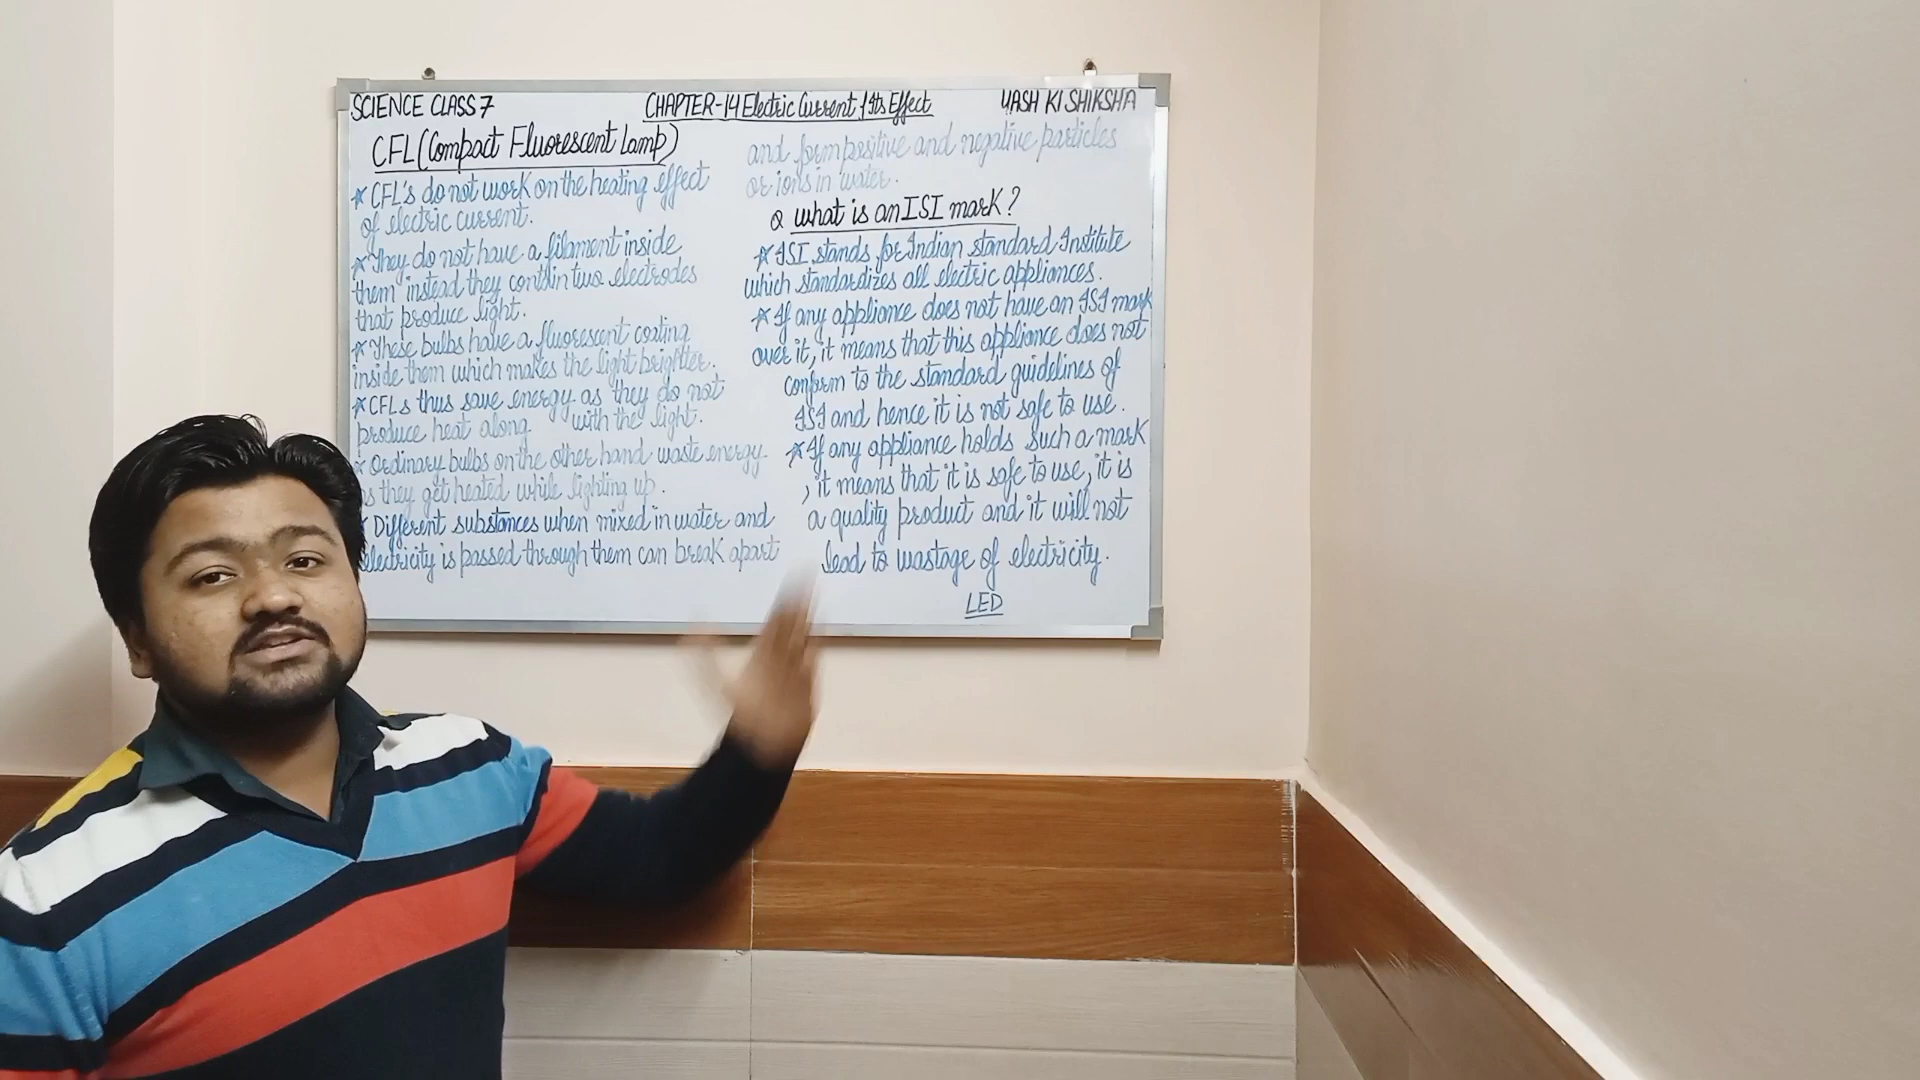 SCIENCE CLASS 7
CHAPTER-14 Electric Current & Its Effect
YASH KI SHIKSHA
CFL (Compact Fluorescent Lamp)
* CFL's do not work on the heating effect
of electric current.
* They do not have a filament inside
them instead they contain two electrodes
that produce light.
* These bulbs have a fluorescent coating
inside them which makes the light brighter.
* CFLs thus save energy as they do not
produce heat along with the light.
* Ordinary bulbs on the other hand waste energy
as they get heated while lighting up.
* Different substances when mixed in water and
electricity is passed through them can break apart
and form positive and negative particles
or ions in water.
Q what is an ISI mark?
* ISI stands for Indian standard Institute
which standardizes all electric appliances.
* If any appliance does not have an ISI mark
over it, it means that this appliance does not
conform to the standard guidelines of
ISI and hence it is not safe to use.
* If any appliance holds such a mark
, it means that it is safe to use, it is
a quality product and it will not
lead to wastage of electricity.
LED